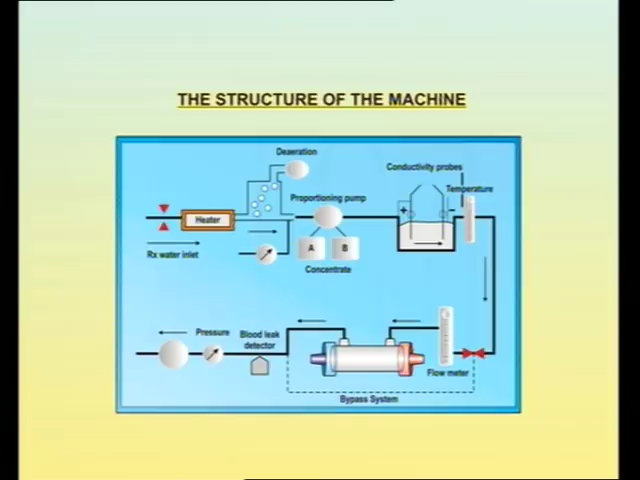 THE STRUCTURE OF THE MACHINE
Deaeration
Conductivity probes
Temperature
Proportioning pump
Heater
+
−
A
B
Rx water inlet
Concentrate
Pressure
Blood leak
detector
Flow meter
Bypass System